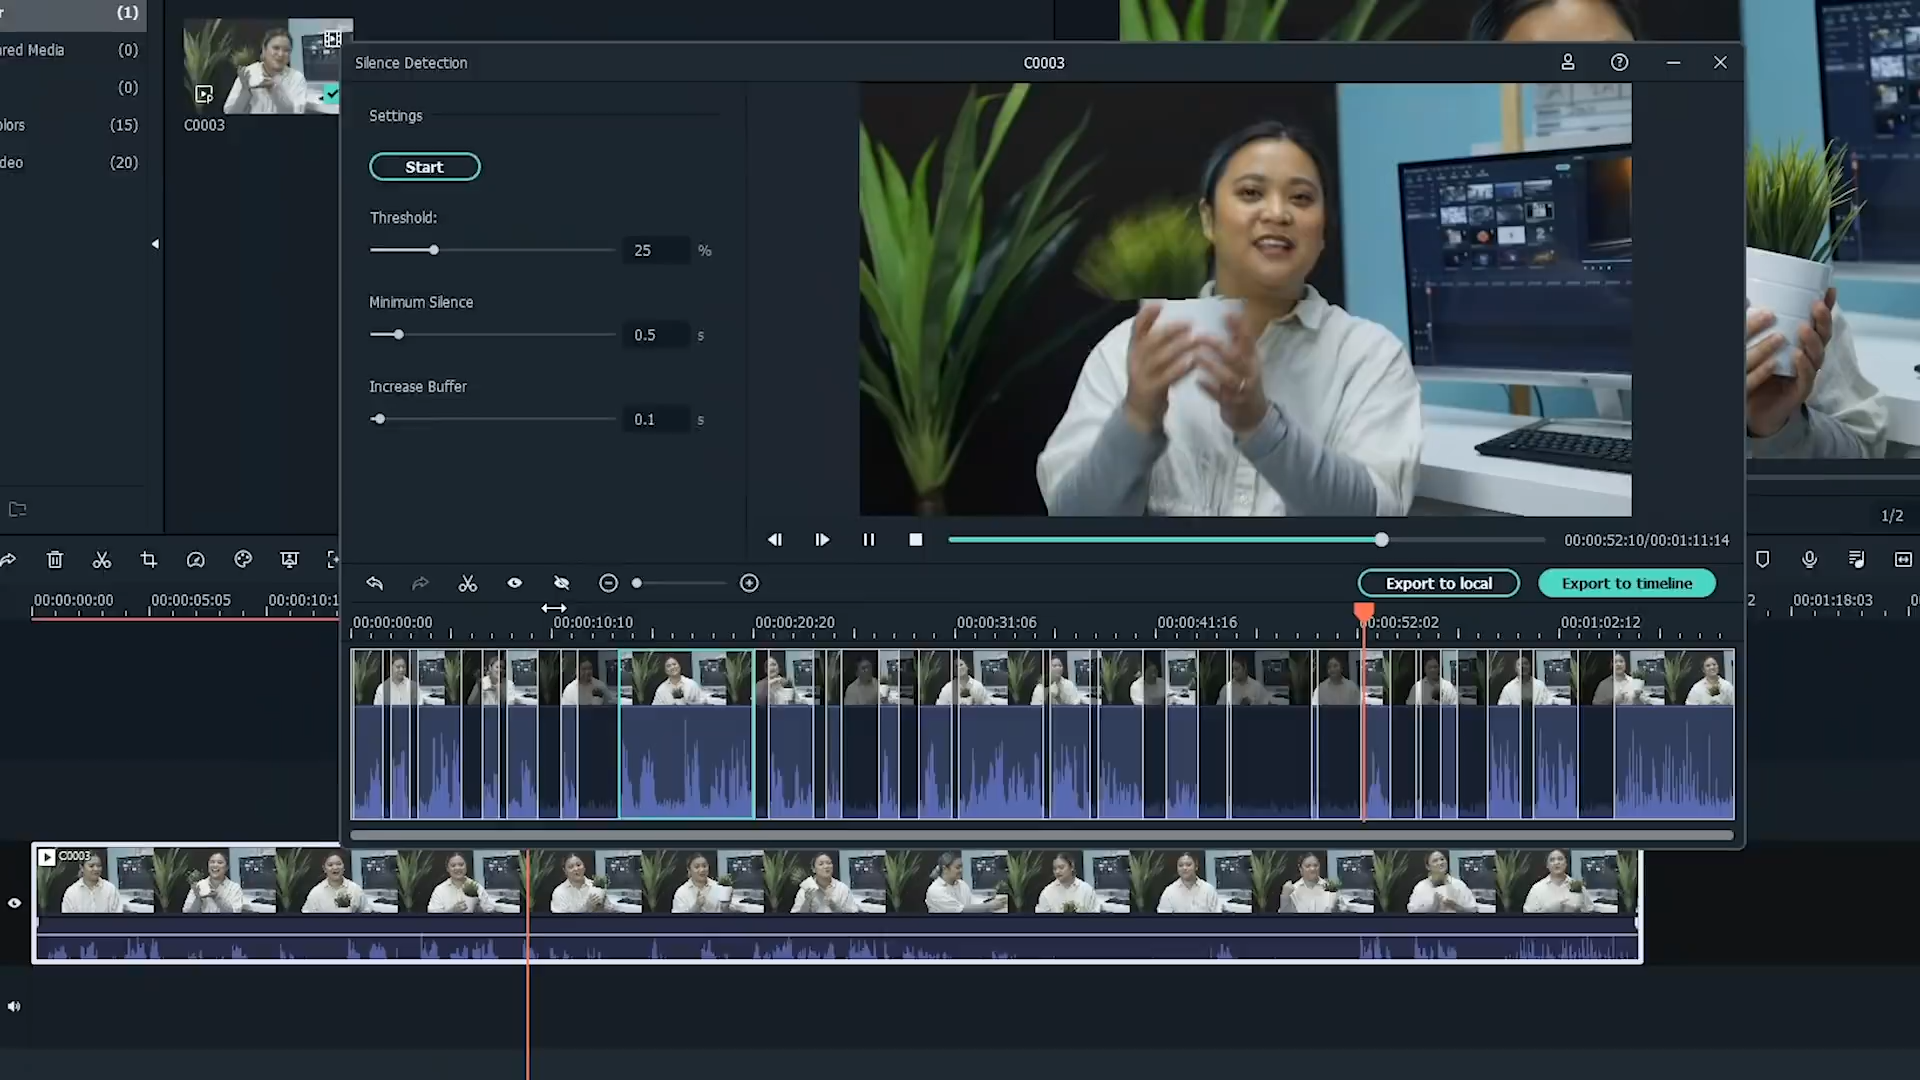 r (1)
ared Media (0)
(0)
olors (15)
deo (20)
C0003
Silence Detection
C0003
Settings
Start
Threshold:
25 %
Minimum Silence
0.5 s
Increase Buffer
0.1 s
00:00:52:10/00:01:11:14
1/2
Export to local
Export to timeline
00:00:00:00 00:00:05:05 00:00:10:1
2 00:01:18:03 0
00:00:00:00 00:00:10:10 00:00:20:20 00:00:31:06 00:00:41:16 00:00:52:02 00:01:02:12
C0003